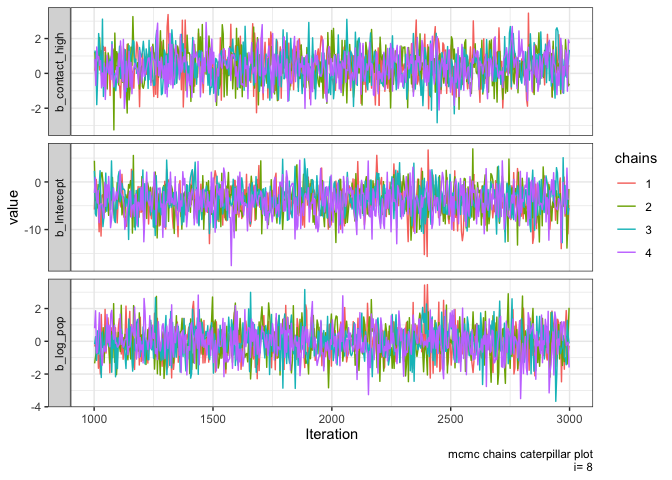 2
0
-2
b_contact_high
0
-10
b_Intercept
2
0
-2
-4
b_log_pop
value
1000
1500
2000
2500
3000
Iteration
chains
1
2
3
4
mcmc chains caterpillar plot
i= 8